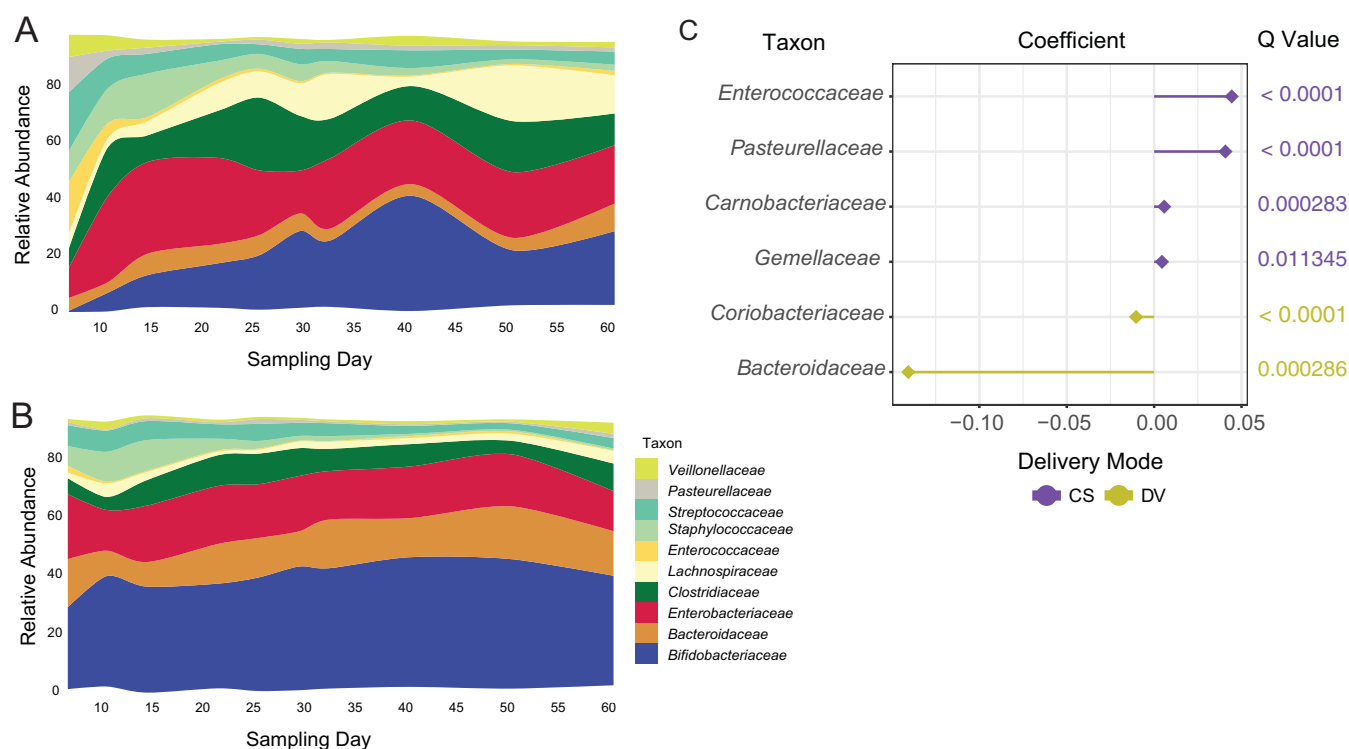 A
Relative Abundance
80
60
40
20
0
10 15 20 25 30 35 40 45 50 55 60
Sampling Day
B
Relative Abundance
80
60
40
20
0
10 15 22 21 25 30 32 35 40 45 50 55 60
Sampling Day
Taxon
Veillonellaceae
Pasteurellaceae
Streptococcaceae
Staphylococcaceae
Enterococcaceae
Lachnospiraceae
Clostridiaceae
Enterobacteriaceae
Bacteroidaceae
Bifidobacteriaceae
C
Taxon Coefficient Q Value
Enterococcaceae < 0.0001
Pasteurellaceae < 0.0001
Carnobacteriaceae 0.000283
Gemellaceae 0.011345
Coriobacteriaceae < 0.0001
Bacteroidaceae 0.000286
−0.10 −0.05 0.00 0.05
Delivery Mode
CS DV